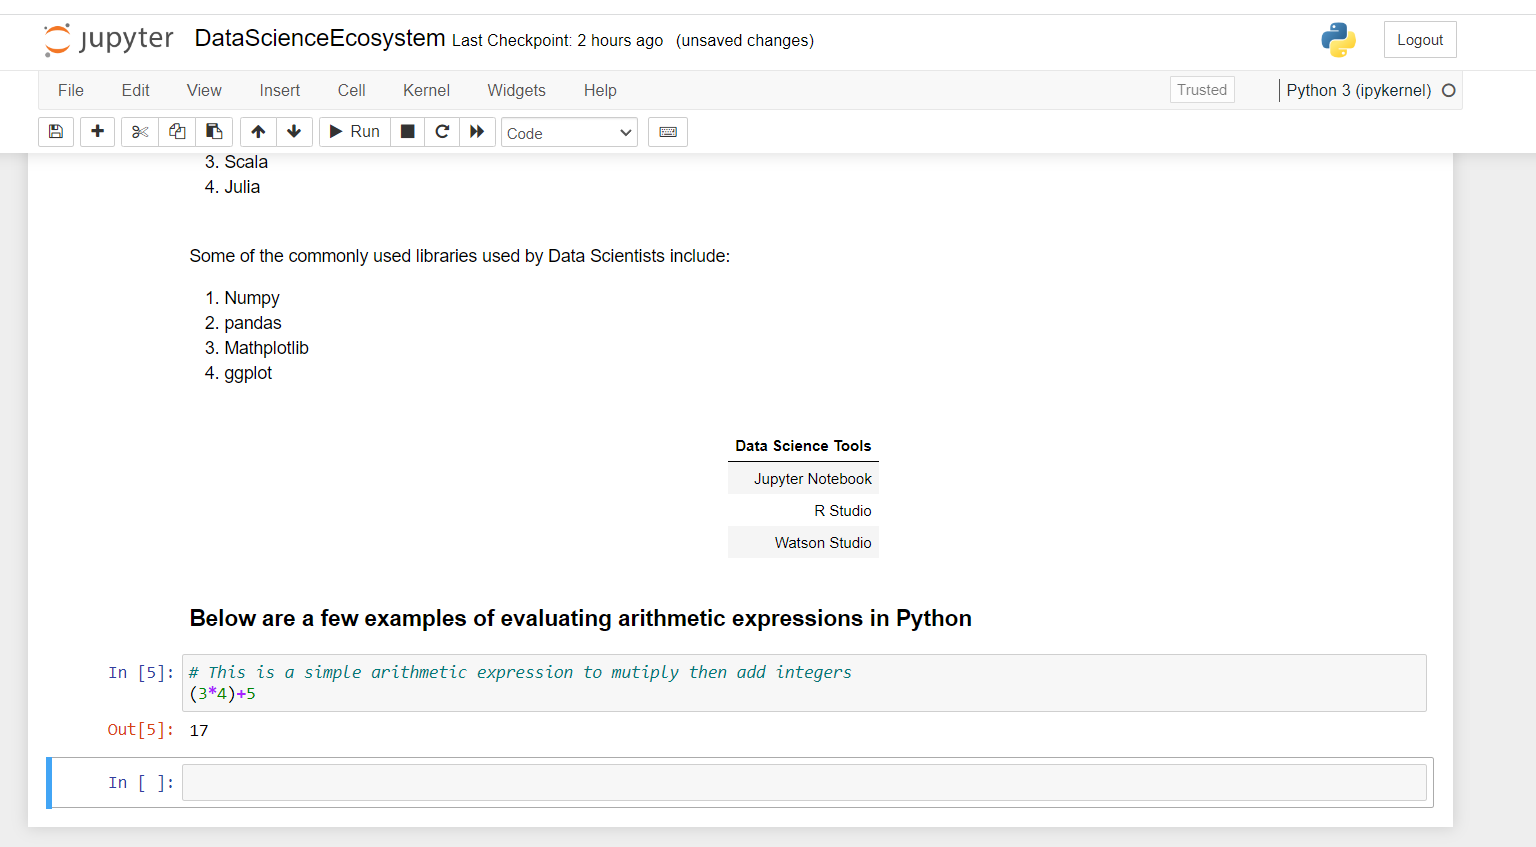 jupyter DataScienceEcosystem Last Checkpoint: 2 hours ago (unsaved changes) Logout
File Edit View Insert Cell Kernel Widgets Help Trusted Python 3 (ipykernel)
Run Code
3. Scala
4. Julia
Some of the commonly used libraries used by Data Scientists include:
1. Numpy
2. pandas
3. Mathplotlib
4. ggplot
Data Science Tools
Jupyter Notebook
R Studio
Watson Studio
Below are a few examples of evaluating arithmetic expressions in Python
In [5]: # This is a simple arithmetic expression to mutiply then add integers
(3*4)+5
Out[5]: 17
In [ ]: